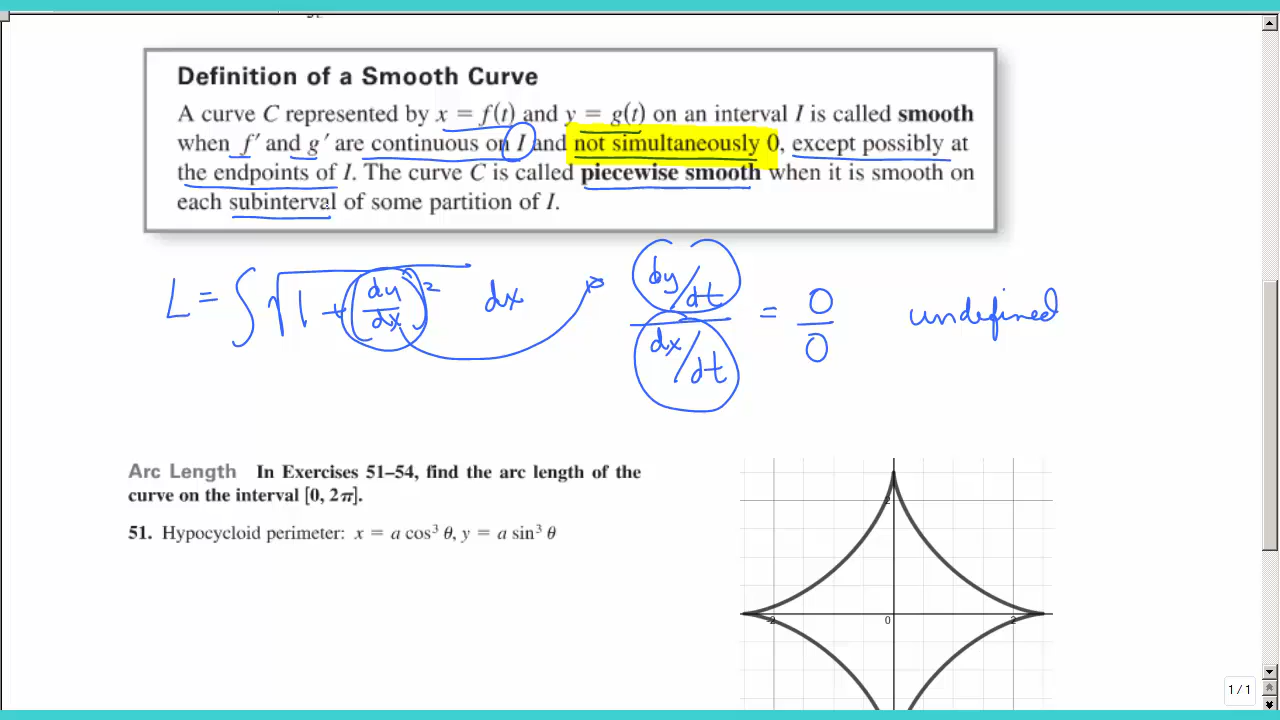 Definition of a Smooth Curve
A curve C represented by x = f(t) and y = g(t) on an interval I is called smooth
when f′ and g′ are continuous on I and not simultaneously 0, except possibly at
the endpoints of I. The curve C is called piecewise smooth when it is smooth on
each subinterval of some partition of I.
L = ∫ √1 + (dy/dx)² dx
dy/dt / dx/dt = 0/0 undefined
Arc Length In Exercises 51–54, find the arc length of the
curve on the interval [0, 2π].
51. Hypocycloid perimeter: x = a cos³ θ, y = a sin³ θ
2
-2 0 2
1/1